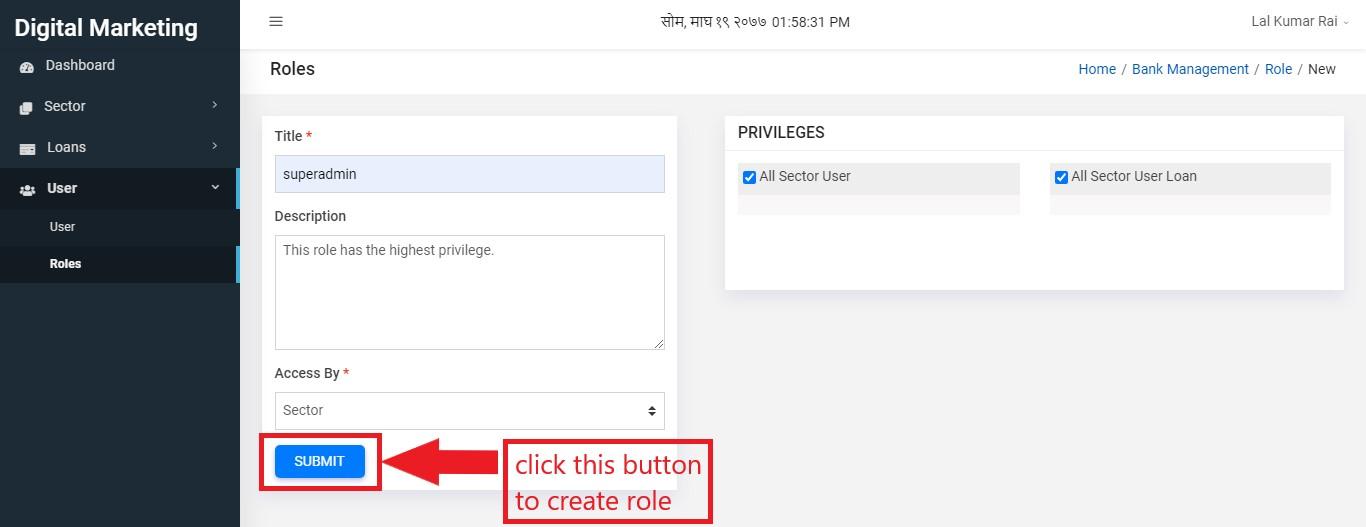 Digital Marketing
सोम, माघ १९ २०७७ 01:58:31 PM
Lal Kumar Rai
Dashboard
Sector
Loans
User
User
Roles
Roles
Home / Bank Management / Role / New
Title *
superadmin
Description
This role has the highest privilege.
Access By *
Sector
SUBMIT
click this button
to create role
PRIVILEGES
All Sector User
All Sector User Loan